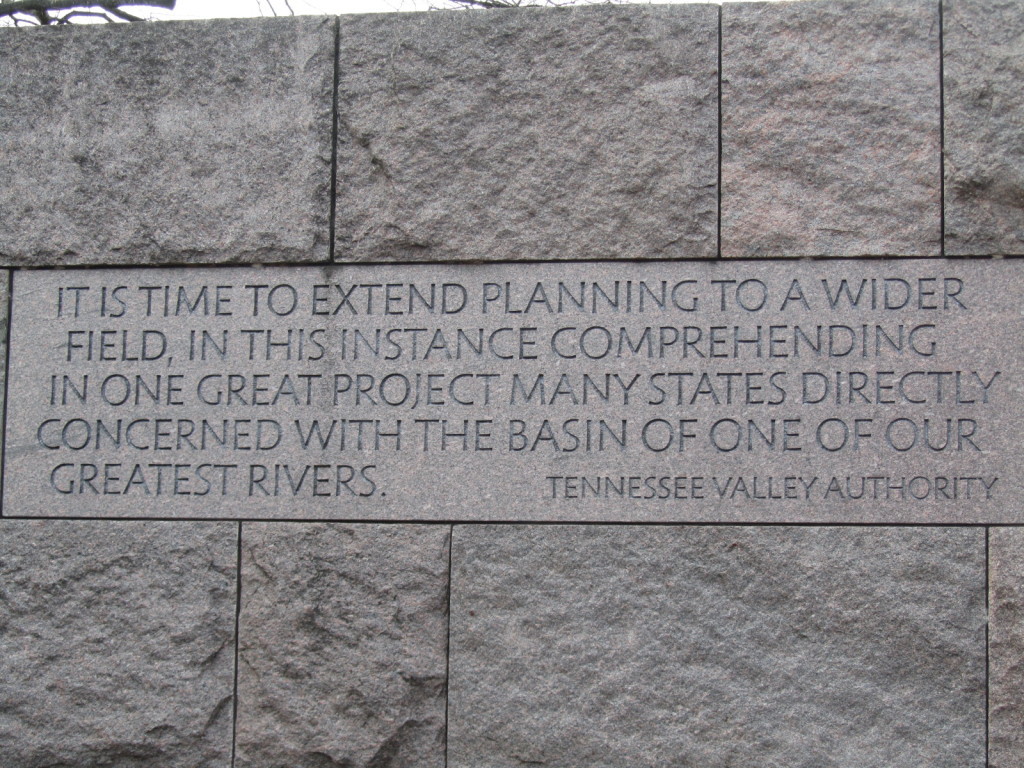 IT IS TIME TO EXTEND PLANNING TO A WIDER
FIELD, IN THIS INSTANCE COMPREHENDING
IN ONE GREAT PROJECT MANY STATES DIRECTLY
CONCERNED WITH THE BASIN OF ONE OF OUR
GREATEST RIVERS.
TENNESSEE VALLEY AUTHORITY